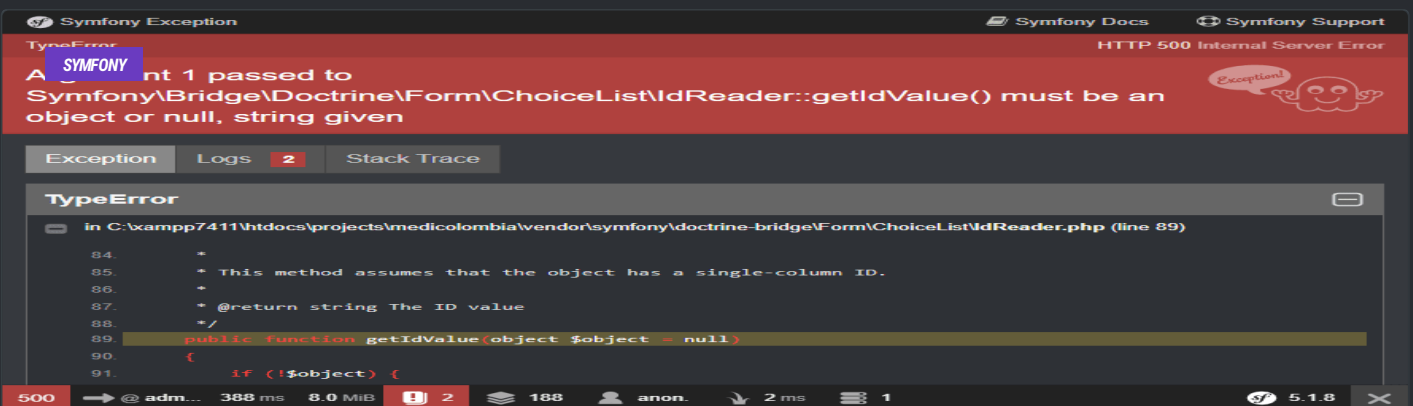 Symfony Exception
Symfony Docs
Symfony Support
TypeError
HTTP 500 Internal Server Error
SYMFONY
nt 1 passed to
Symfony\Bridge\Doctrine\Form\ChoiceList\IdReader::getIdValue() must be an
object or null, string given
Exception!
Exception
Logs 2
Stack Trace
TypeError
in C:\xampp7411\htdocs\projects\medicolombia\vendor\symfony\doctrine-bridge\Form\ChoiceList\IdReader.php (line 89)
84. *
85. * This method assumes that the object has a single-column ID.
86. *
87. * @return string The ID value
88. */
89. public function getIdValue(object $object = null)
90. {
91. if (!$object) {
500 @ adm... 388 ms 8.0 MiB 2 188 anon. 2 ms 1 5.1.8